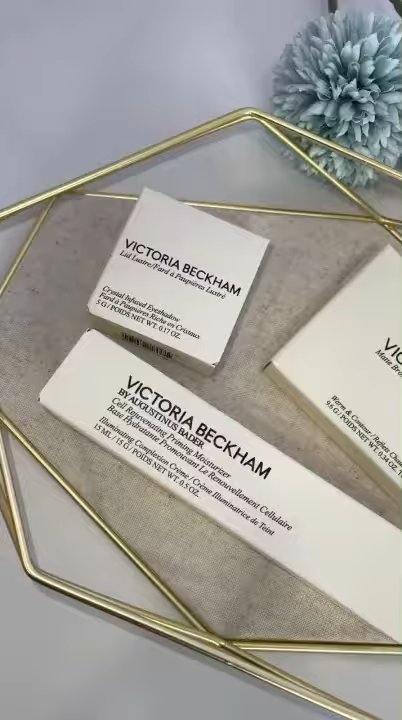 VICTORIA BECKHAM
Lid Lustre/Fard à Paupières Lustré
Crystal Infused Eyeshadow
Fard à Paupières Riche en Cristaux
5 G / POIDS NET WT. 0.17 OZ.
VICTORIA BECKHAM
BY AUGUSTINUS BADER
Cell Rejuvenating Priming Moisturizer
Base Hydratante Promouvant Le Renouvellement Cellulaire
Illuminating Complexion Crème / Crème Illuminatrice de Teint
15 ML / 15 G / POIDS NET WT. 0.5 OZ.
VIC
Matte Bro
Warm & Contour / Reflets Cha
9.6 G / POIDS NET WT. 0.34 OZ.